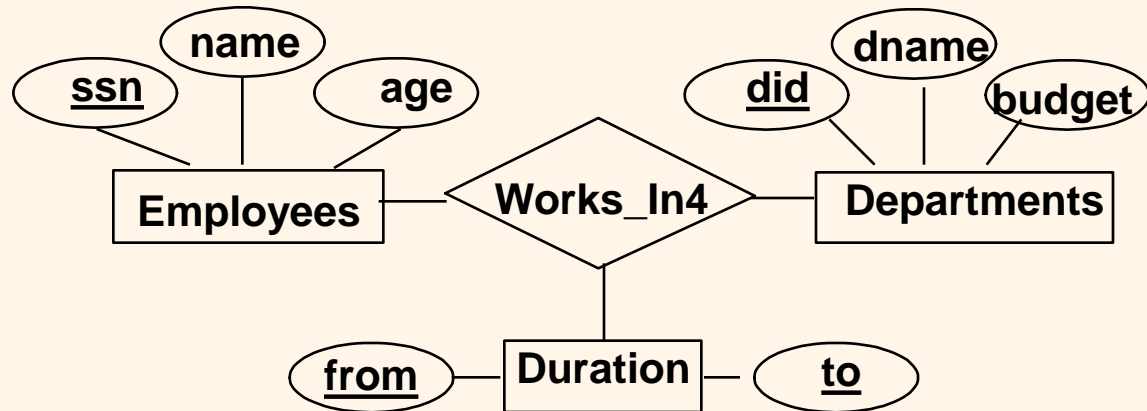 name
ssn
age
dname
did
budget
Employees
Works_In4
Departments
from
Duration
to